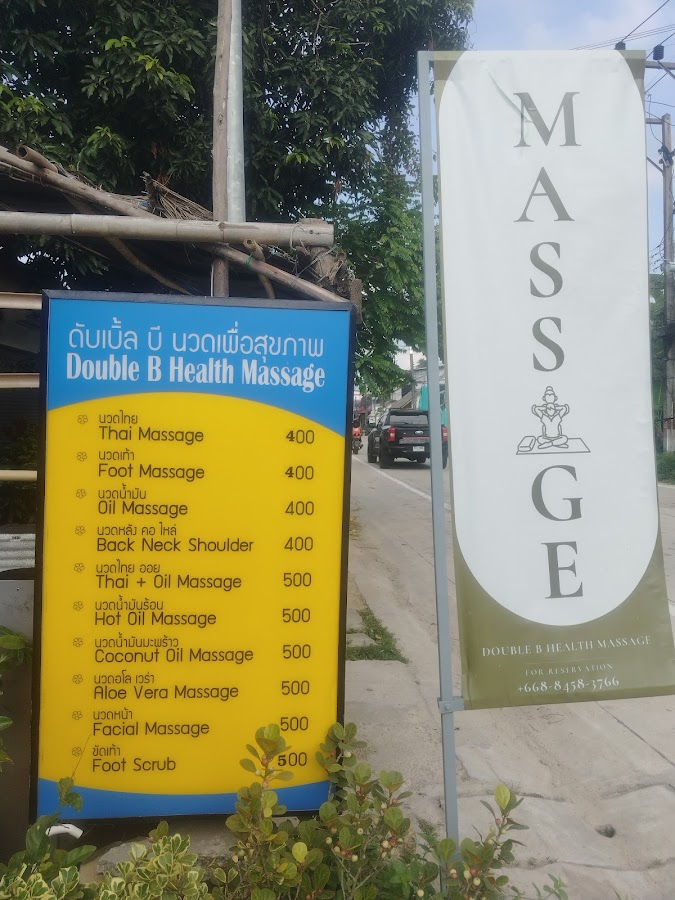 ดับเบิ้ล บี นวดเพื่อสุขภาพ
Double B Health Massage
นวดไทย
Thai Massage 400
นวดเท้า
Foot Massage 400
นวดน้ำมัน
Oil Massage 400
นวดหลัง คอ ไหล่
Back Neck Shoulder 400
นวดไทย ออย
Thai + Oil Massage 500
นวดน้ำมันร้อน
Hot Oil Massage 500
นวดน้ำมันมะพร้าว
Coconut Oil Massage 500
นวดอโล เวร่า
Aloe Vera Massage 500
นวดหน้า
Facial Massage 500
ขัดเท้า
Foot Scrub 500
MASSAGE
DOUBLE B HEALTH MASSAGE
FOR RESERVATION
+668-8458-3766